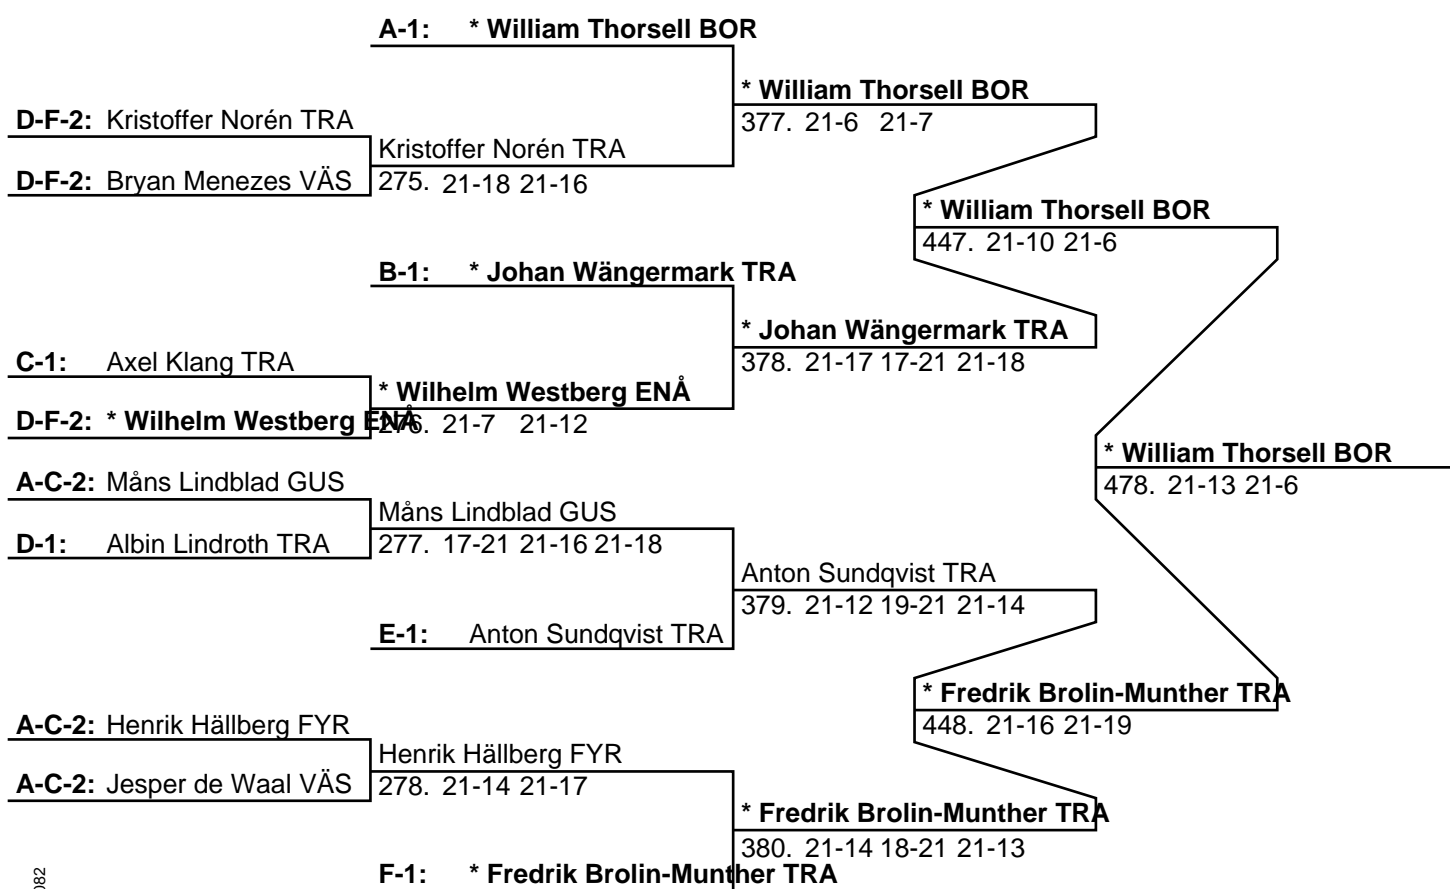 A-1: * William Thorsell BOR
* William Thorsell BOR
D-F-2: Kristoffer Norén TRA
377. 21-6 21-7
Kristoffer Norén TRA
D-F-2: Bryan Menezes VÄS
275. 21-18 21-16
* William Thorsell BOR
447. 21-10 21-6
B-1: * Johan Wängermark TRA
* Johan Wängermark TRA
C-1: Axel Klang TRA
378. 21-17 17-21 21-18
* Wilhelm Westberg ENÅ
D-F-2: * Wilhelm Westberg ENÅ
276. 21-7 21-12
* William Thorsell BOR
A-C-2: Måns Lindblad GUS
478. 21-13 21-6
Måns Lindblad GUS
D-1: Albin Lindroth TRA
277. 17-21 21-16 21-18
Anton Sundqvist TRA
379. 21-12 19-21 21-14
E-1: Anton Sundqvist TRA
* Fredrik Brolin-Munther TRA
A-C-2: Henrik Hällberg FYR
448. 21-16 21-19
Henrik Hällberg FYR
A-C-2: Jesper de Waal VÄS
278. 21-14 21-17
* Fredrik Brolin-Munther TRA
380. 21-14 18-21 21-13
F-1: * Fredrik Brolin-Munther TRA
082